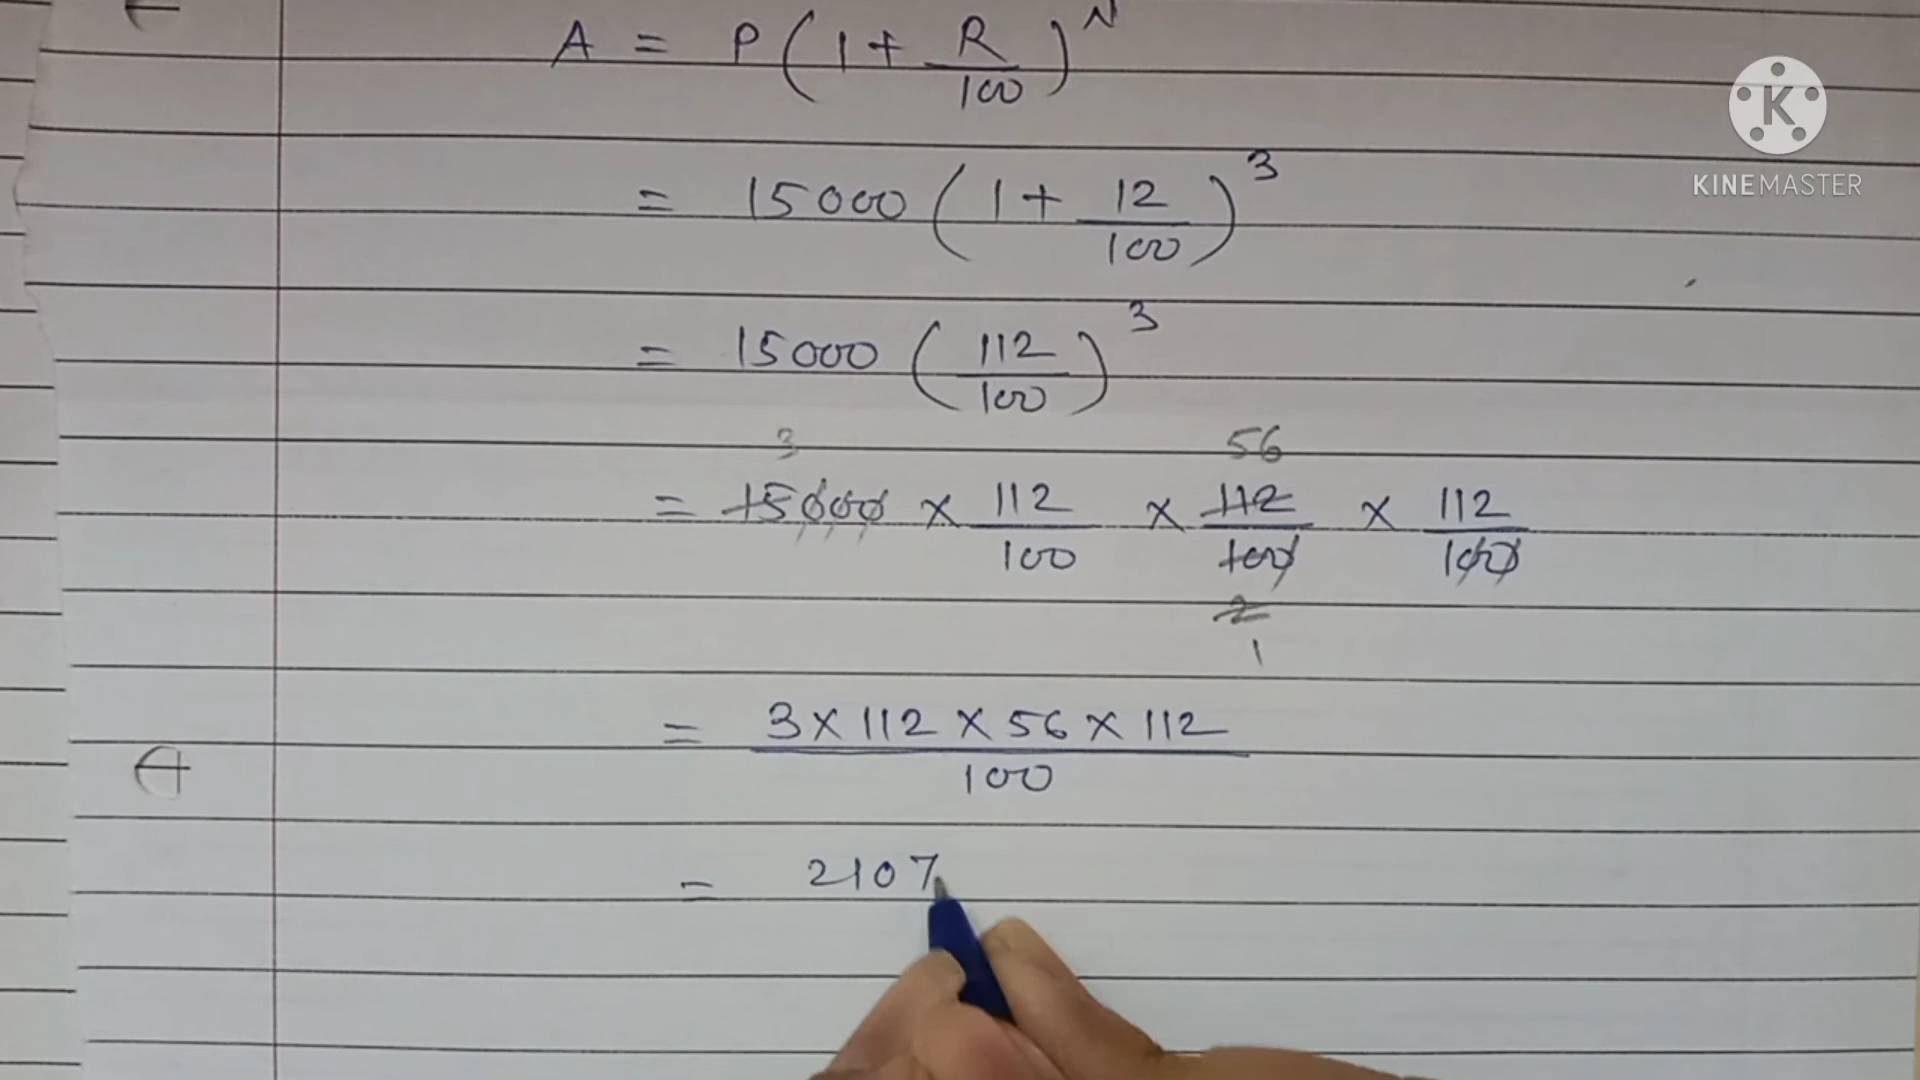 A = P(1 + R/100)^N
KINEMASTER
= 15000 (1 + 12/100)^3
= 15000 (112/100)^3
3 56
= 15000 × 112/100 × 112/100 × 112/100
2
1
= 3 × 112 × 56 × 112 / 100
= 2107